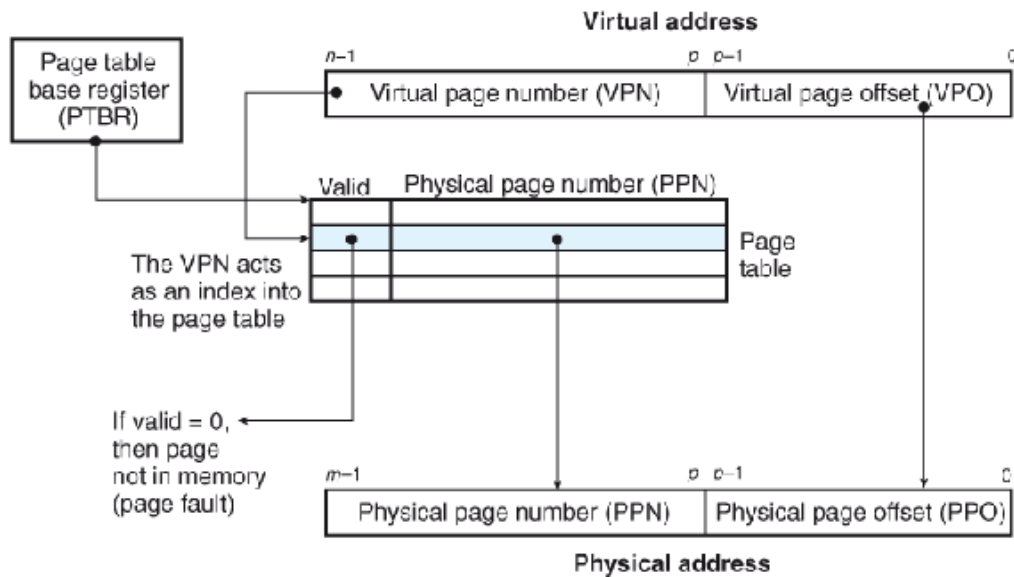 Virtual address
Page table
base register
(PTBR)
n–1
p p–1
0
Virtual page number (VPN)
Virtual page offset (VPO)
Valid
Physical page number (PPN)
Page
table
The VPN acts
as an index into
the page table
If valid = 0,
then page
not in memory
(page fault)
m–1
p p–1
0
Physical page number (PPN)
Physical page offset (PPO)
Physical address